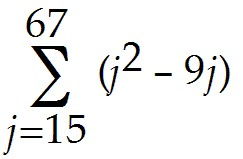 67
∑ (j² – 9j)
j=15